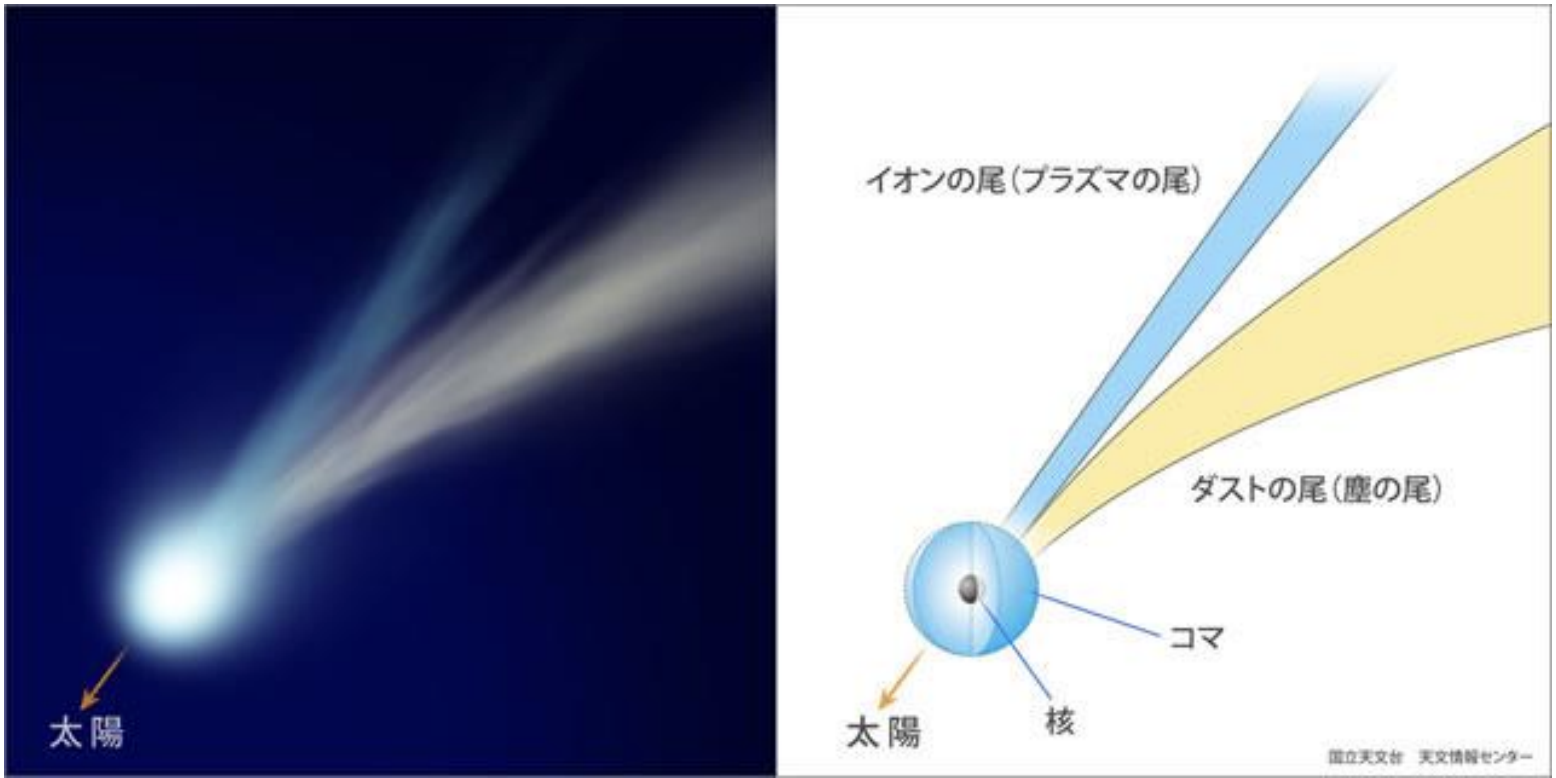 太陽
イオンの尾(プラズマの尾)
ダストの尾(塵の尾)
コマ
核
太陽
国立天文台 天文情報センター